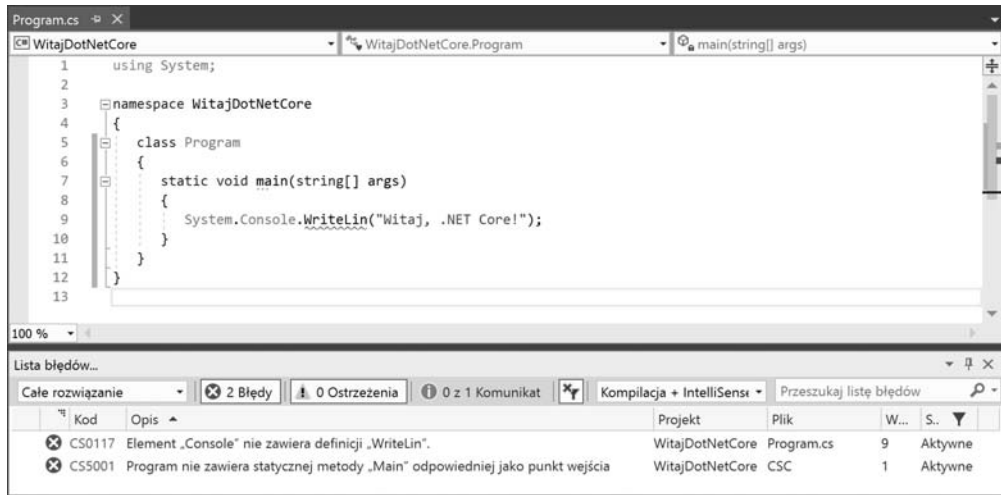 Program.cs
WitajDotNetCore WitajDotNetCore.Program main(string[] args)
1 using System;
2
3 namespace WitajDotNetCore
4 {
5 class Program
6 {
7 static void main(string[] args)
8 {
9 System.Console.WriteLin("Witaj, .NET Core!");
10 }
11 }
12 }
13
100 %
Lista błędów...
Całe rozwiązanie 2 Błędy 0 Ostrzeżenia 0 z 1 Komunikat Kompilacja + IntelliSense Przeszukaj listę błędów
Kod Opis Projekt Plik W... S..
CS0117 Element „Console” nie zawiera definicji „WriteLin”. WitajDotNetCore Program.cs 9 Aktywne
CS5001 Program nie zawiera statycznej metody „Main” odpowiedniej jako punkt wejścia WitajDotNetCore CSC 1 Aktywne